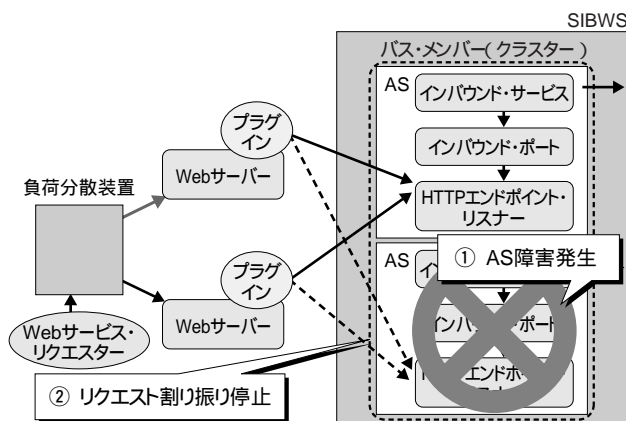 SIBWS
バス・メンバー(クラスター)
AS
インバウンド・サービス
プラグ
イン
インバウンド・ポート
Webサーバー
負荷分散装置
HTTPエンドポイント・
リスナー
AS
① AS障害発生
プラグ
イン
Webサーバー
Webサービス・
リクエスター
② リクエスト割り振り停止